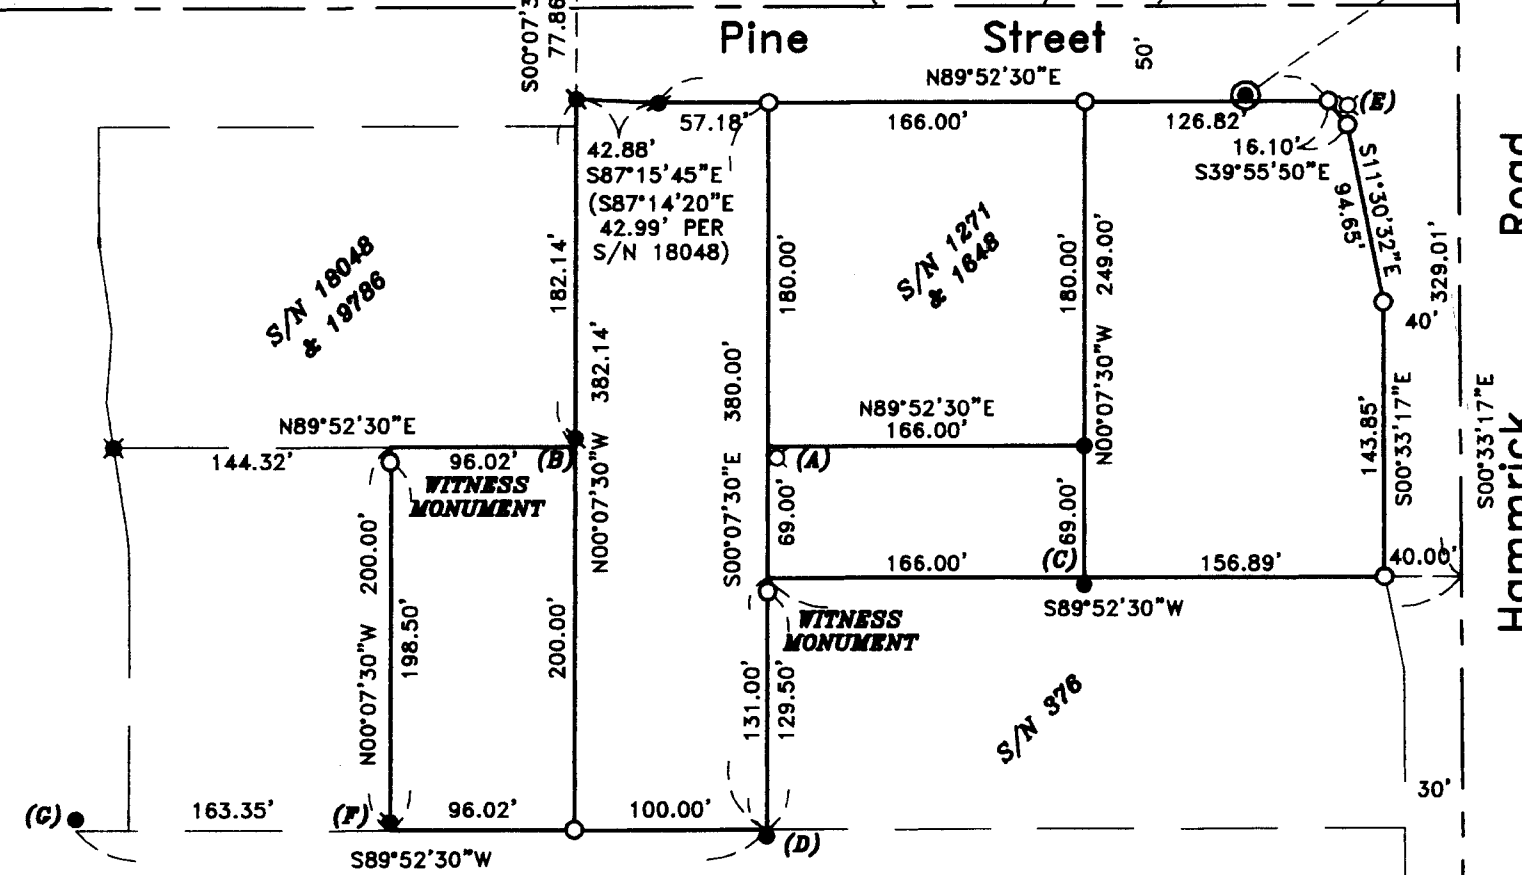 S00°07'3
77.86
Pine Street
50'
N89°52'30"E
(E)
57.18'
166.00'
126.82'
16.10'
S39°55'50"E
42.88'
S87°15'45"E
(S87°14'20"E
42.99' PER
S/N 18048)
S11°30'32"E
94.65'
Road
S/N 18048
& 19786
182.14'
382.14'
N00°07'30"W
180.00'
380.00'
S00°07'30"E
S/N 1271
& 1648
180.00'
249.00'
N00°07'30"W
329.01'
40'
S00°33'17"E
143.85'
S00°33'17"E
Hammrick
N89°52'30"E
144.32'
96.02'
(B)
WITNESS
MONUMENT
N89°52'30"E
166.00'
(A)
69.00'
69.00'
(C)
166.00'
156.89'
40.00'
S89°52'30"W
WITNESS
MONUMENT
N00°07'30"W
200.00'
198.50'
200.00'
131.00'
129.50'
S/N 376
30'
(G)
163.35'
(F)
96.02'
100.00'
(D)
S89°52'30"W